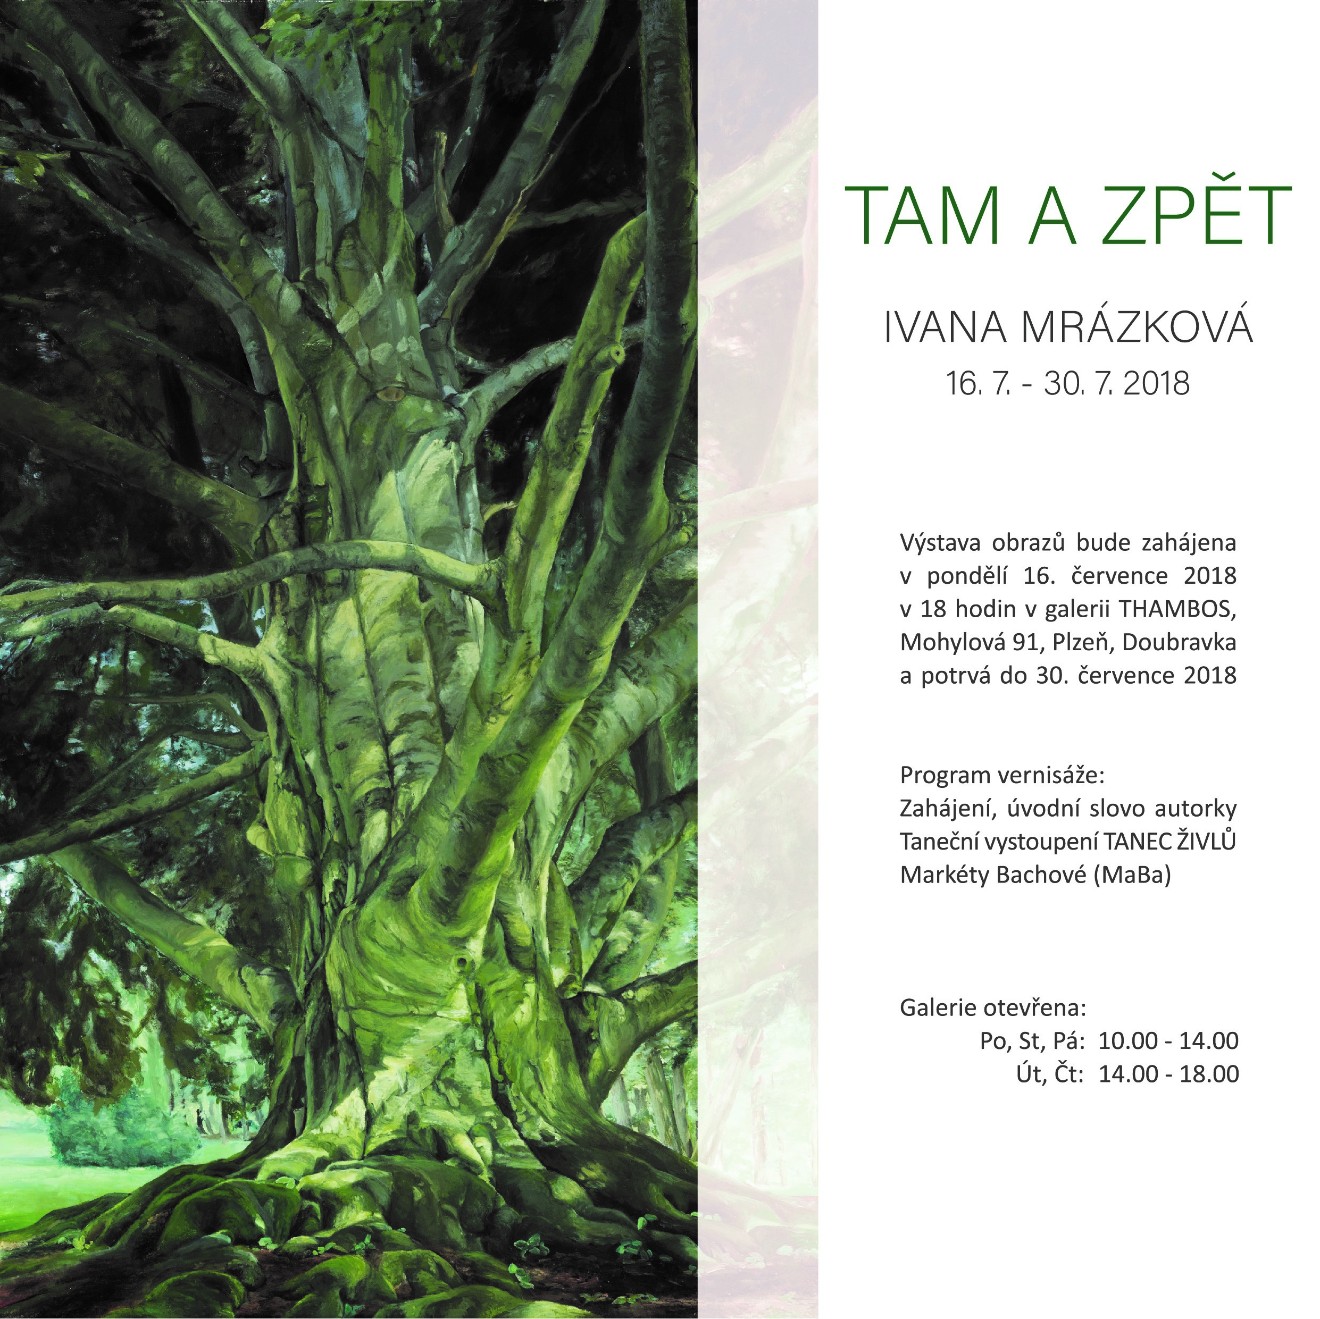 TAM A ZPĚT
IVANA MRÁZKOVÁ
16. 7. - 30. 7. 2018
Výstava obrazů bude zahájena
v pondělí 16. července 2018
v 18 hodin v galerii THAMBOS,
Mohylová 91, Plzeň, Doubravka
a potrvá do 30. července 2018
Program vernisáže:
Zahájení, úvodní slovo autorky
Taneční vystoupení TANEC ŽIVLŮ
Markéty Bachové (MaBa)
Galerie otevřena:
Po, St, Pá: 10.00 - 14.00
Út, Čt: 14.00 - 18.00